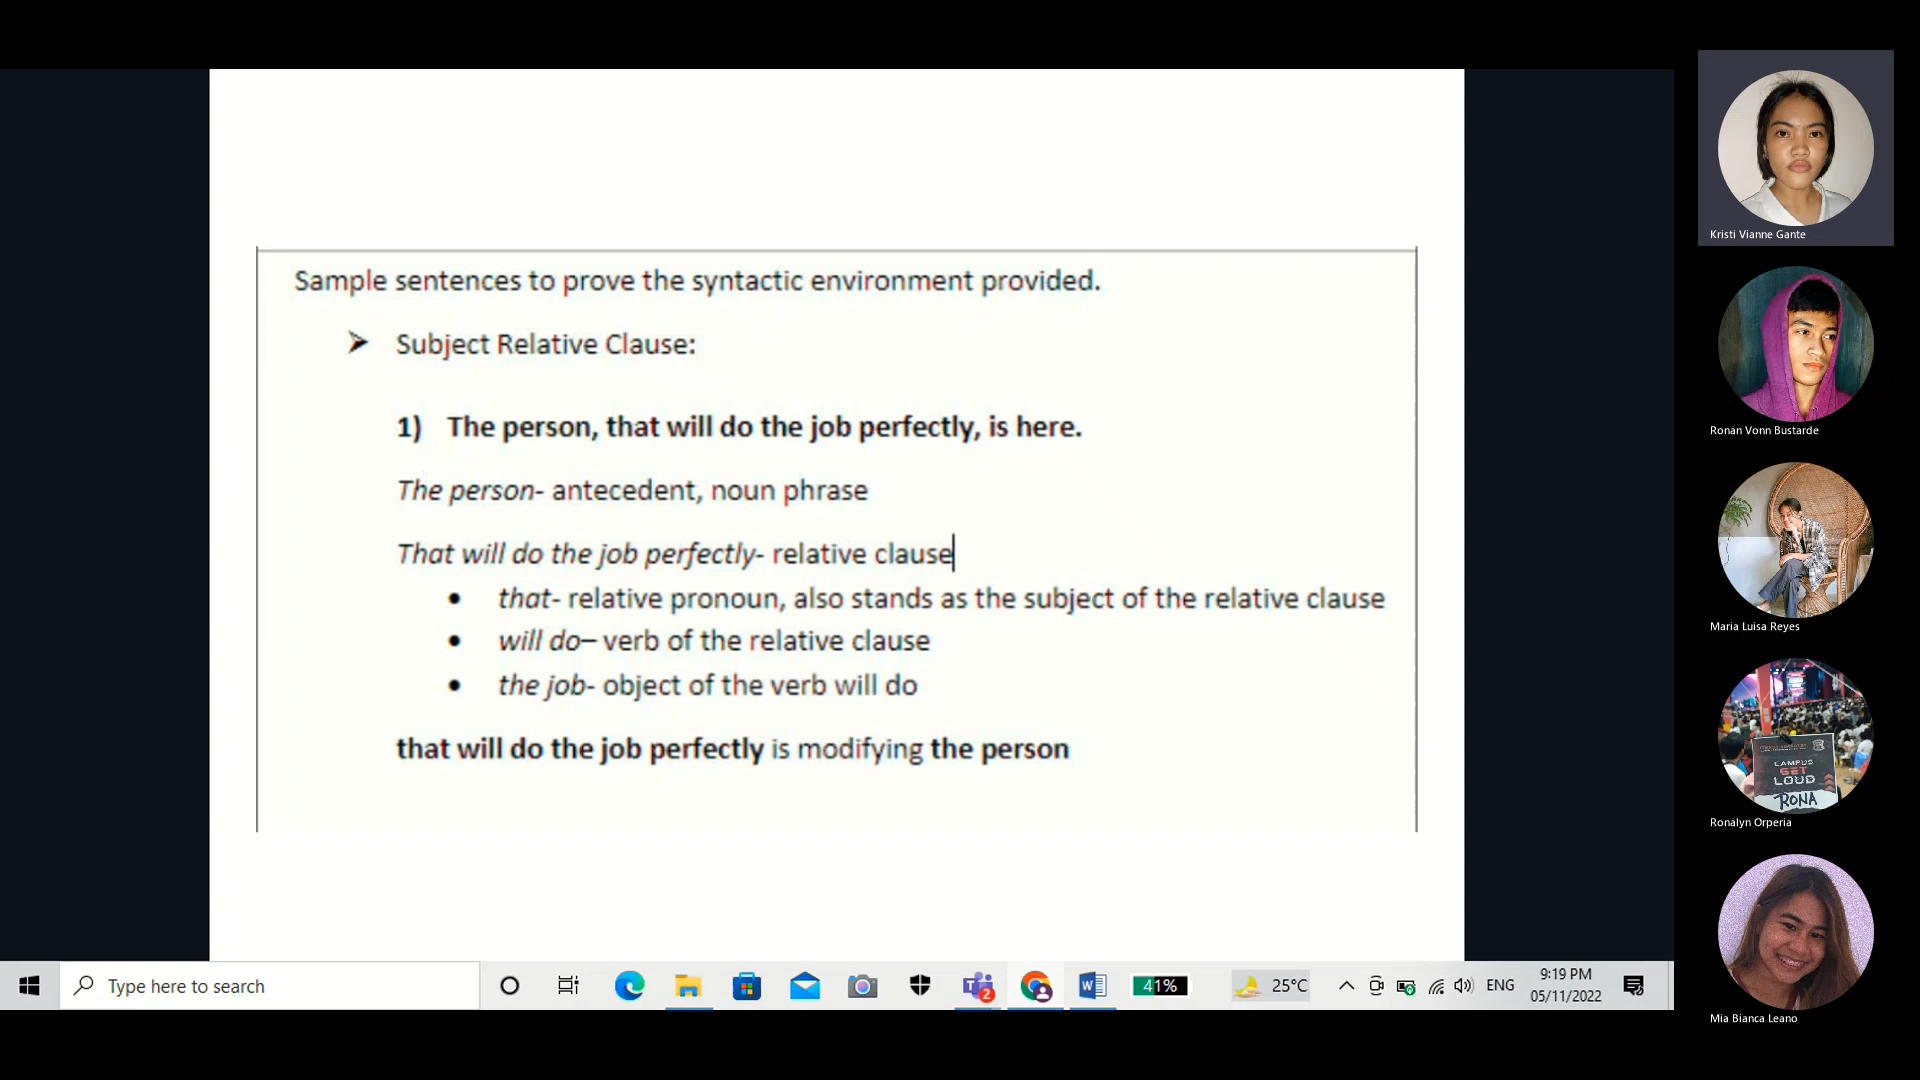 Sample sentences to prove the syntactic environment provided.
➢ Subject Relative Clause:
1) The person, that will do the job perfectly, is here.
The person- antecedent, noun phrase
That will do the job perfectly- relative clause
• that- relative pronoun, also stands as the subject of the relative clause
• will do– verb of the relative clause
• the job- object of the verb will do
that will do the job perfectly is modifying the person
Type here to search
2
41%
25°C
ENG
9:19 PM
05/11/2022
Kristi Vianne Gante
Ronan Vonn Bustarde
Maria Luisa Reyes
CAMPUS
GET
LOUD
RONA
Ronalyn Orperia
Mia Bianca Leano